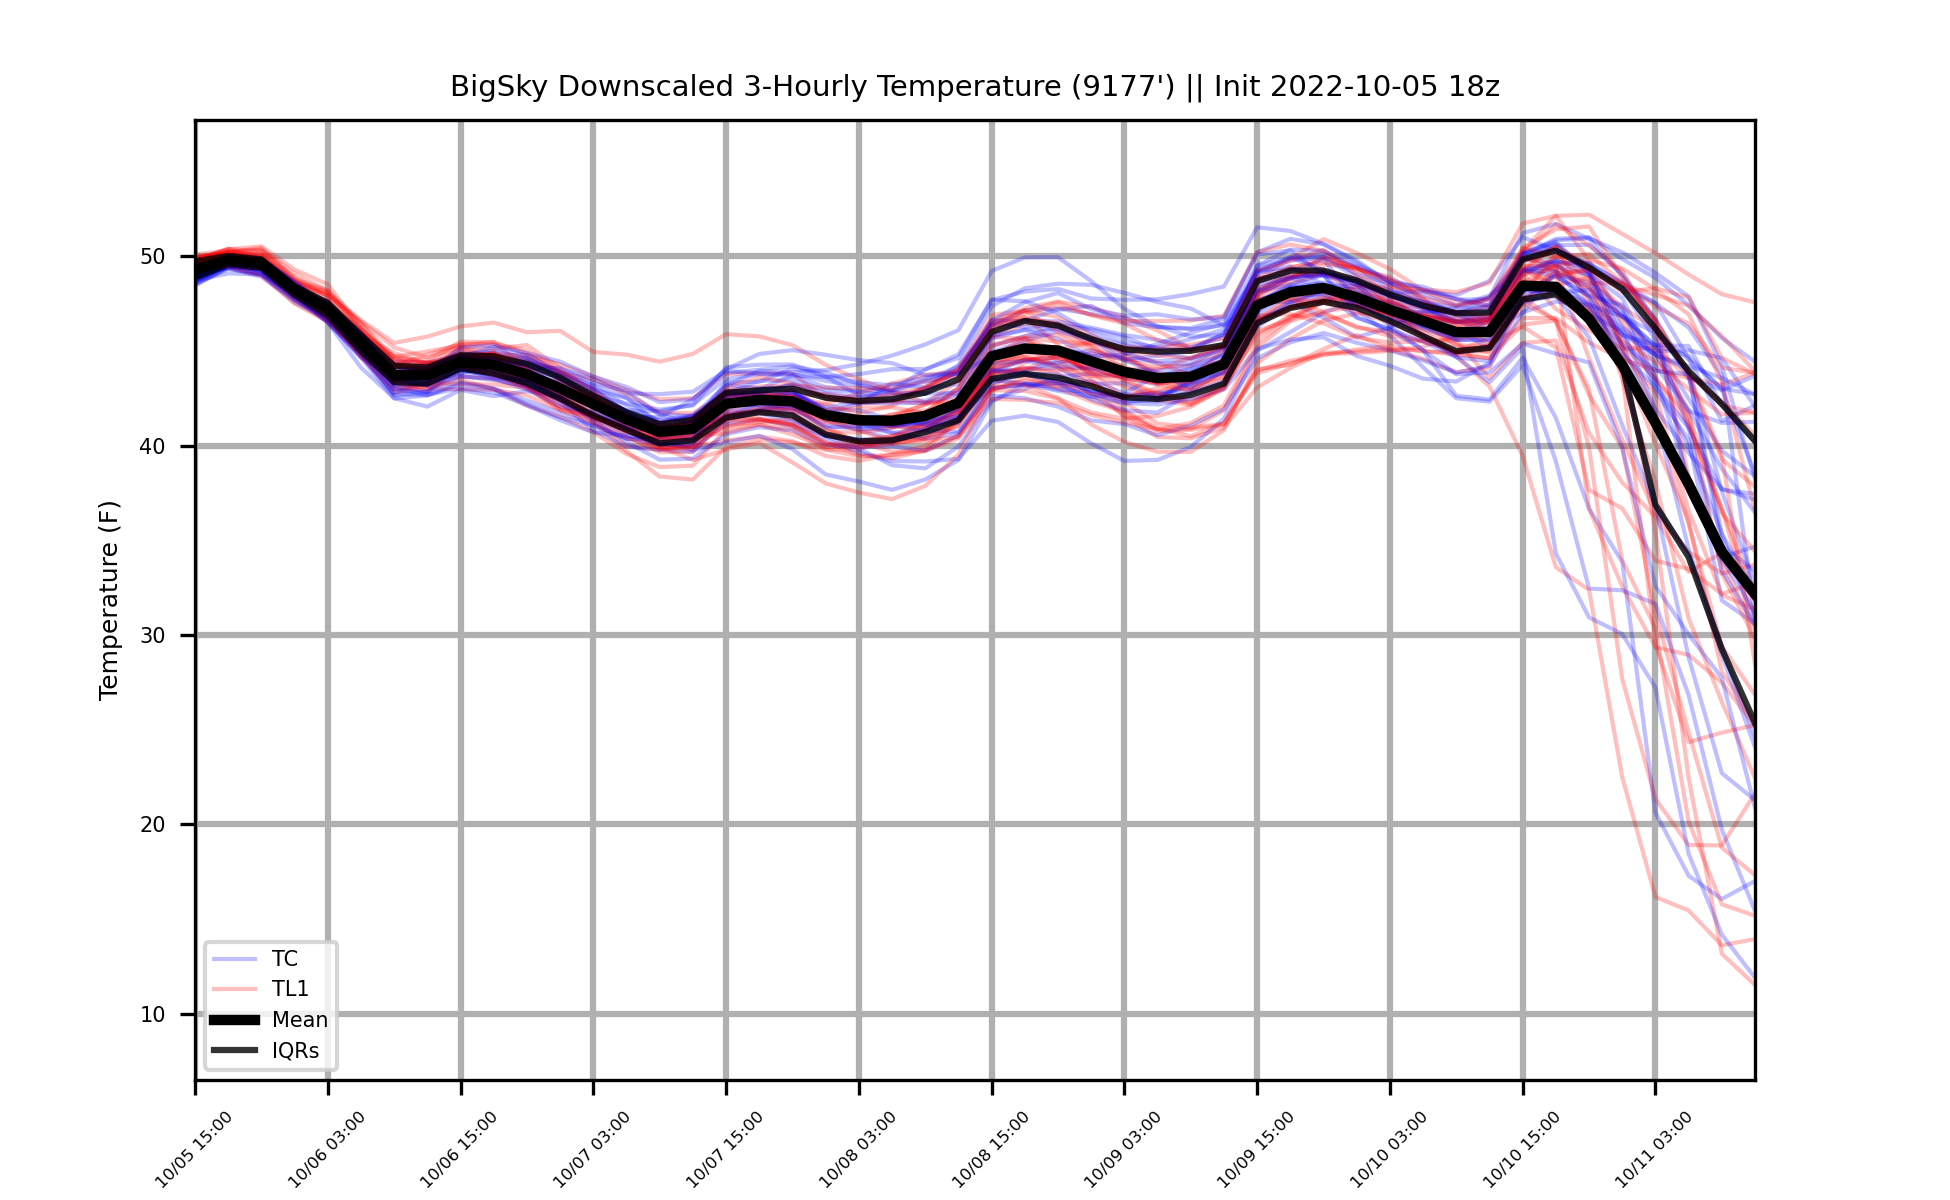 BigSky Downscaled 3-Hourly Temperature (9177') || Init 2022-10-05 18z
Temperature (F)
50
40
30
20
10
TC
TL1
Mean
IQRs
10/05 15:00
10/06 03:00
10/06 15:00
10/07 03:00
10/07 15:00
10/08 03:00
10/08 15:00
10/09 03:00
10/09 15:00
10/10 03:00
10/10 15:00
10/11 03:00